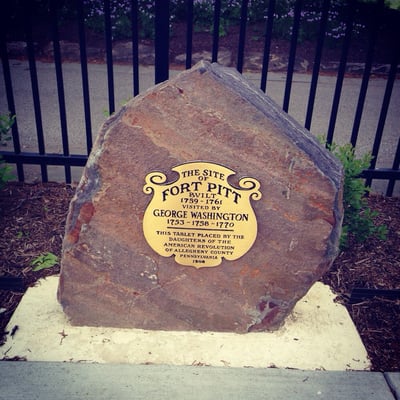 THE SITE
OF
FORT PITT
BUILT
1759 - 1761
VISITED BY
GEORGE WASHINGTON
1753 - 1758 - 1770
THIS TABLET PLACED BY THE
DAUGHTERS OF THE
AMERICAN REVOLUTION
OF ALLEGHENY COUNTY
PENNSYLVANIA
1908